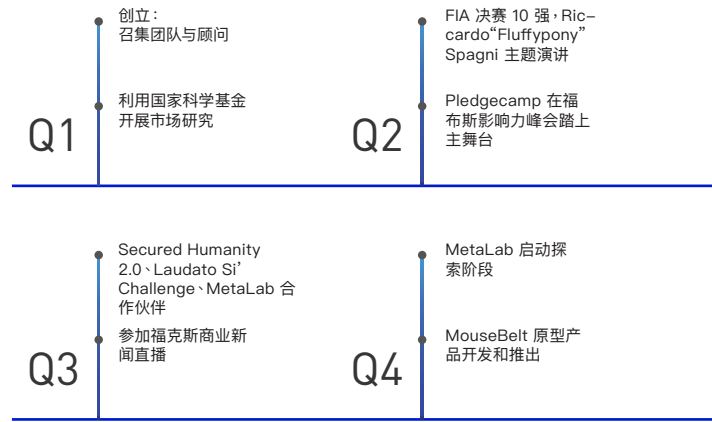 创立：
召集团队与顾问
利用国家科学基金
开展市场研究
Q1
FIA 决赛 10 强，Ric–
cardo“Fluffypony”
Spagni 主题演讲
Pledgecamp 在福
布斯影响力峰会踏上
主舞台
Q2
Secured Humanity
2.0、Laudato Si’
Challenge、MetaLab 合
作伙伴
参加福克斯商业新
闻直播
Q3
MetaLab 启动探
索阶段
MouseBelt 原型产
品开发和推出
Q4